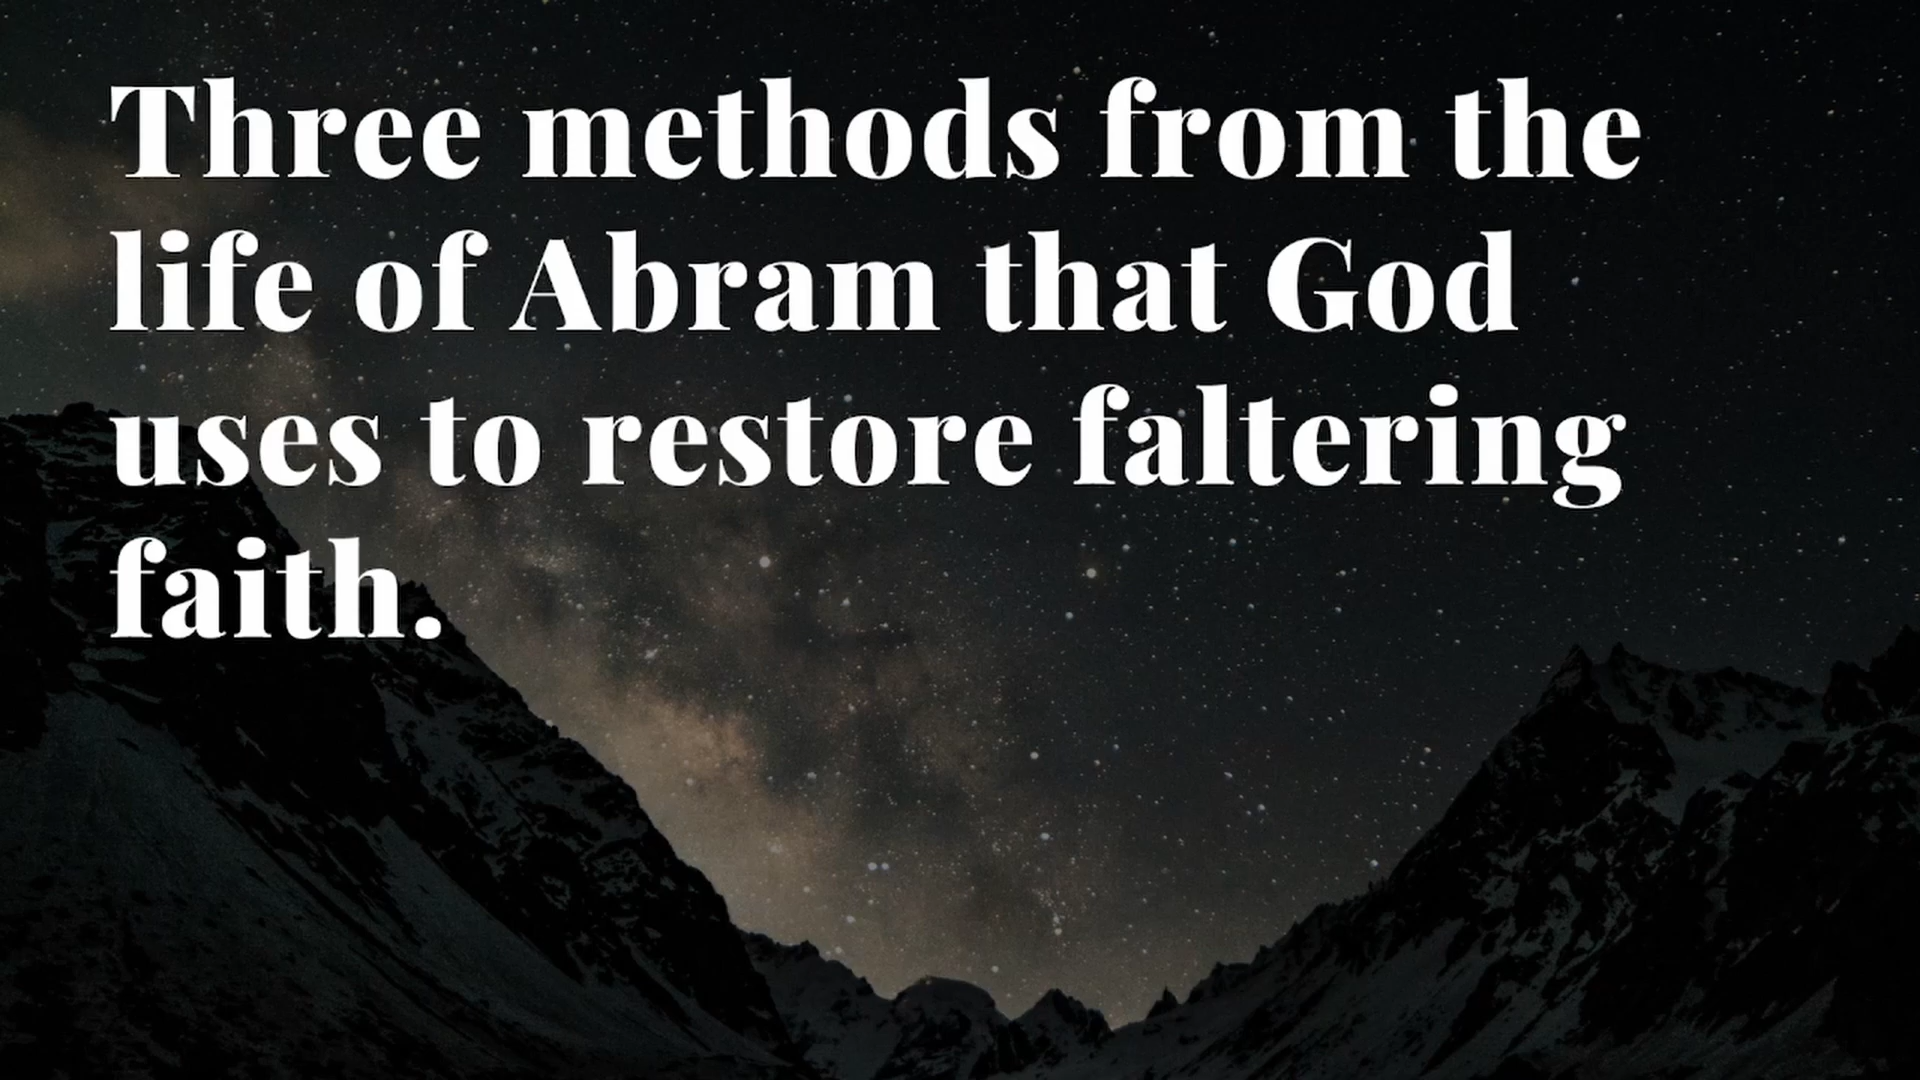 Three methods from the
life of Abram that God
uses to restore faltering
faith.